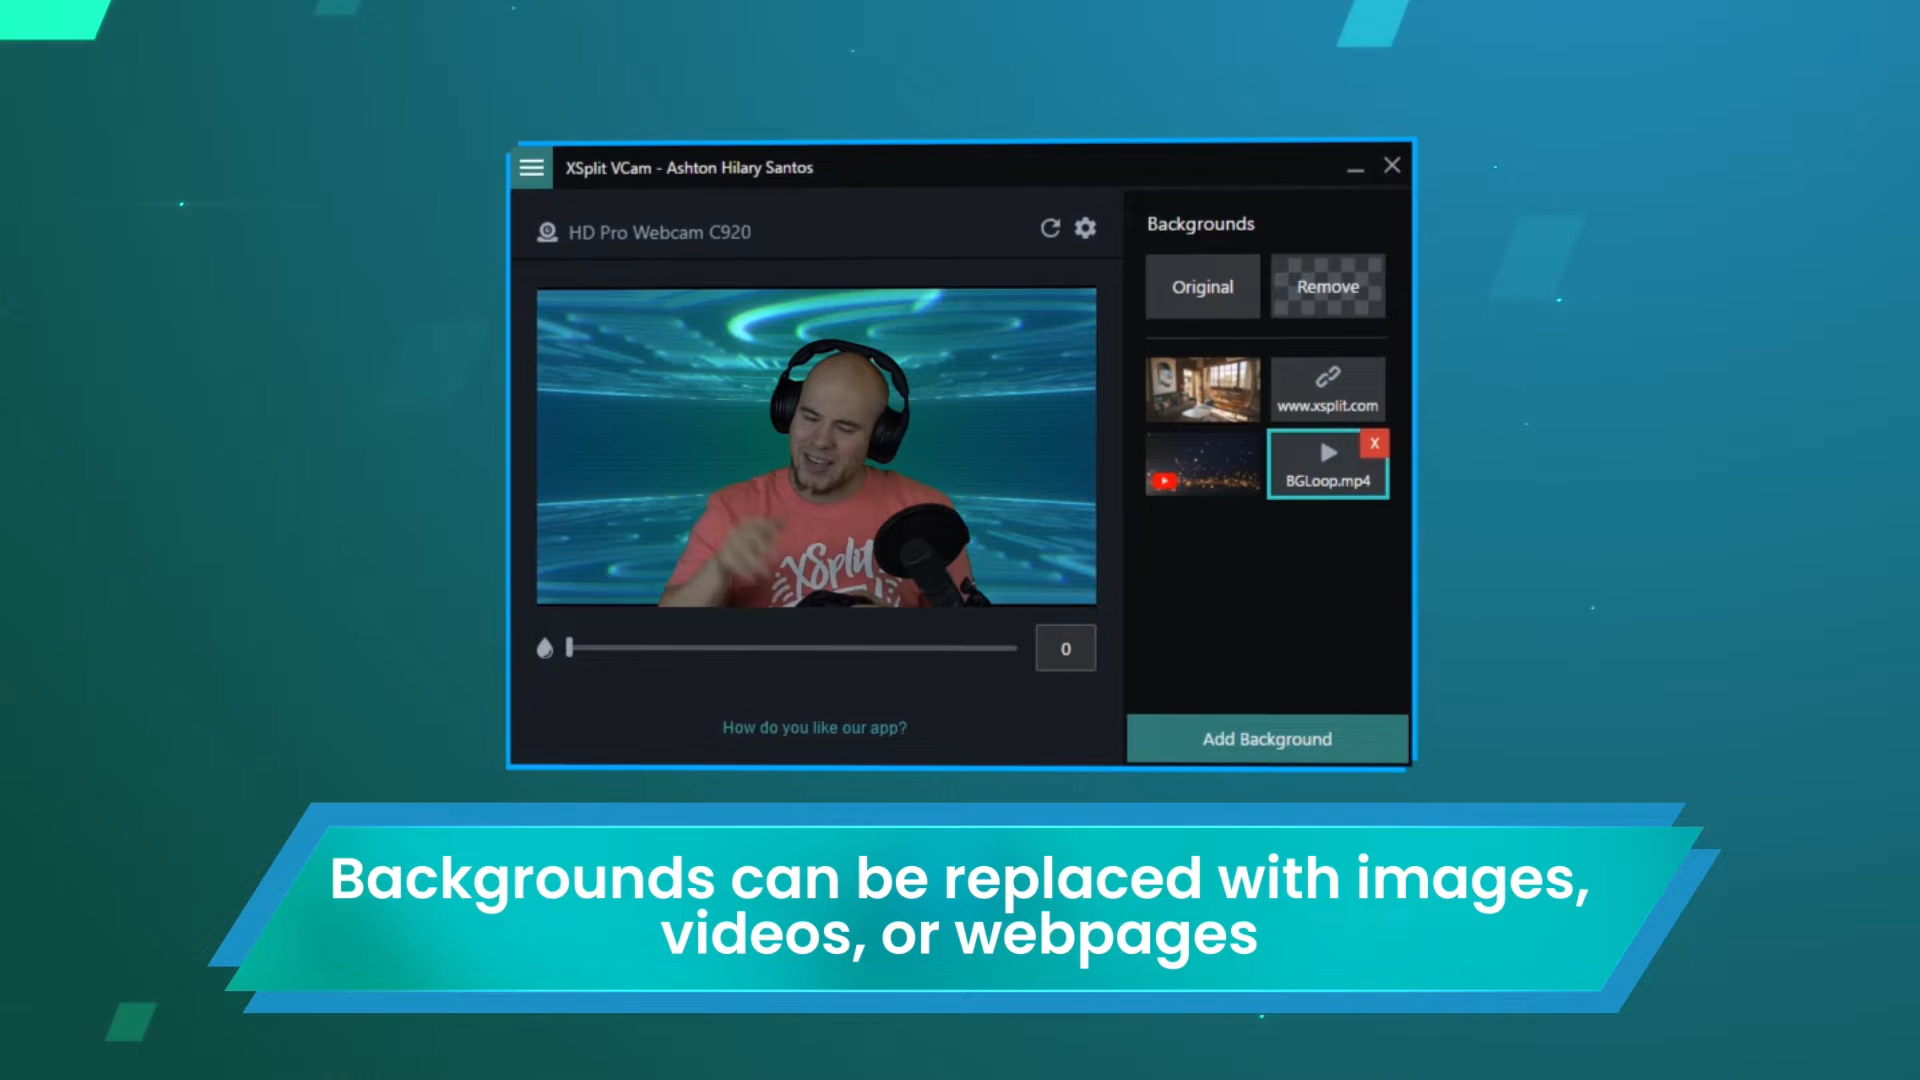 XSplit VCam - Ashton Hilary Santos
HD Pro Webcam C920
Backgrounds
Original
Remove
www.xsplit.com
X
BGLoop.mp4
XSplit
0
How do you like our app?
Add Background
Backgrounds can be replaced with images,
videos, or webpages